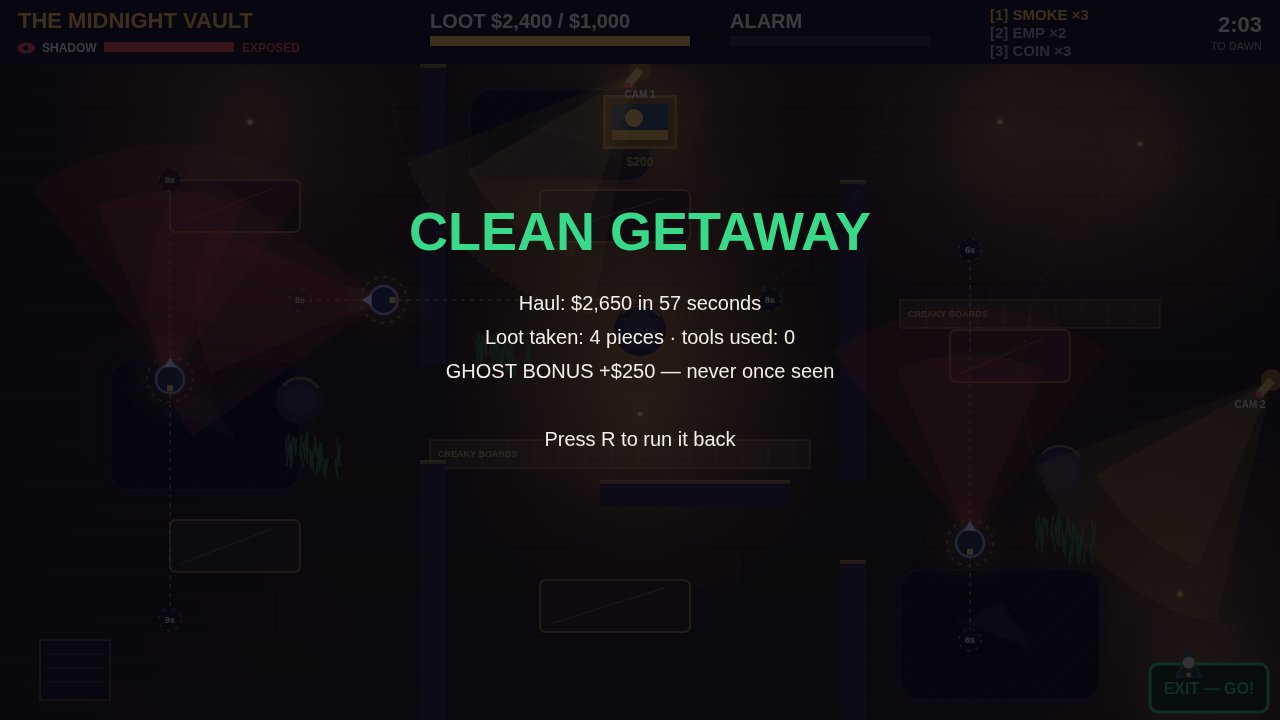 THE MIDNIGHT VAULT
SHADOW EXPOSED
LOOT $2,400 / $1,000
ALARM
[1] SMOKE ×3
[2] EMP ×2
[3] COIN ×3
2:03
TO DAWN
CAM 1
$200
9s
CLEAN GETAWAY
6s
8s
8s
Haul: $2,650 in 57 seconds
CREAKY BOARDS
Loot taken: 4 pieces · tools used: 0
GHOST BONUS +$250 — never once seen
CAM 2
Press R to run it back
CREAKY BOARDS
9s
6s
EXIT — GO!